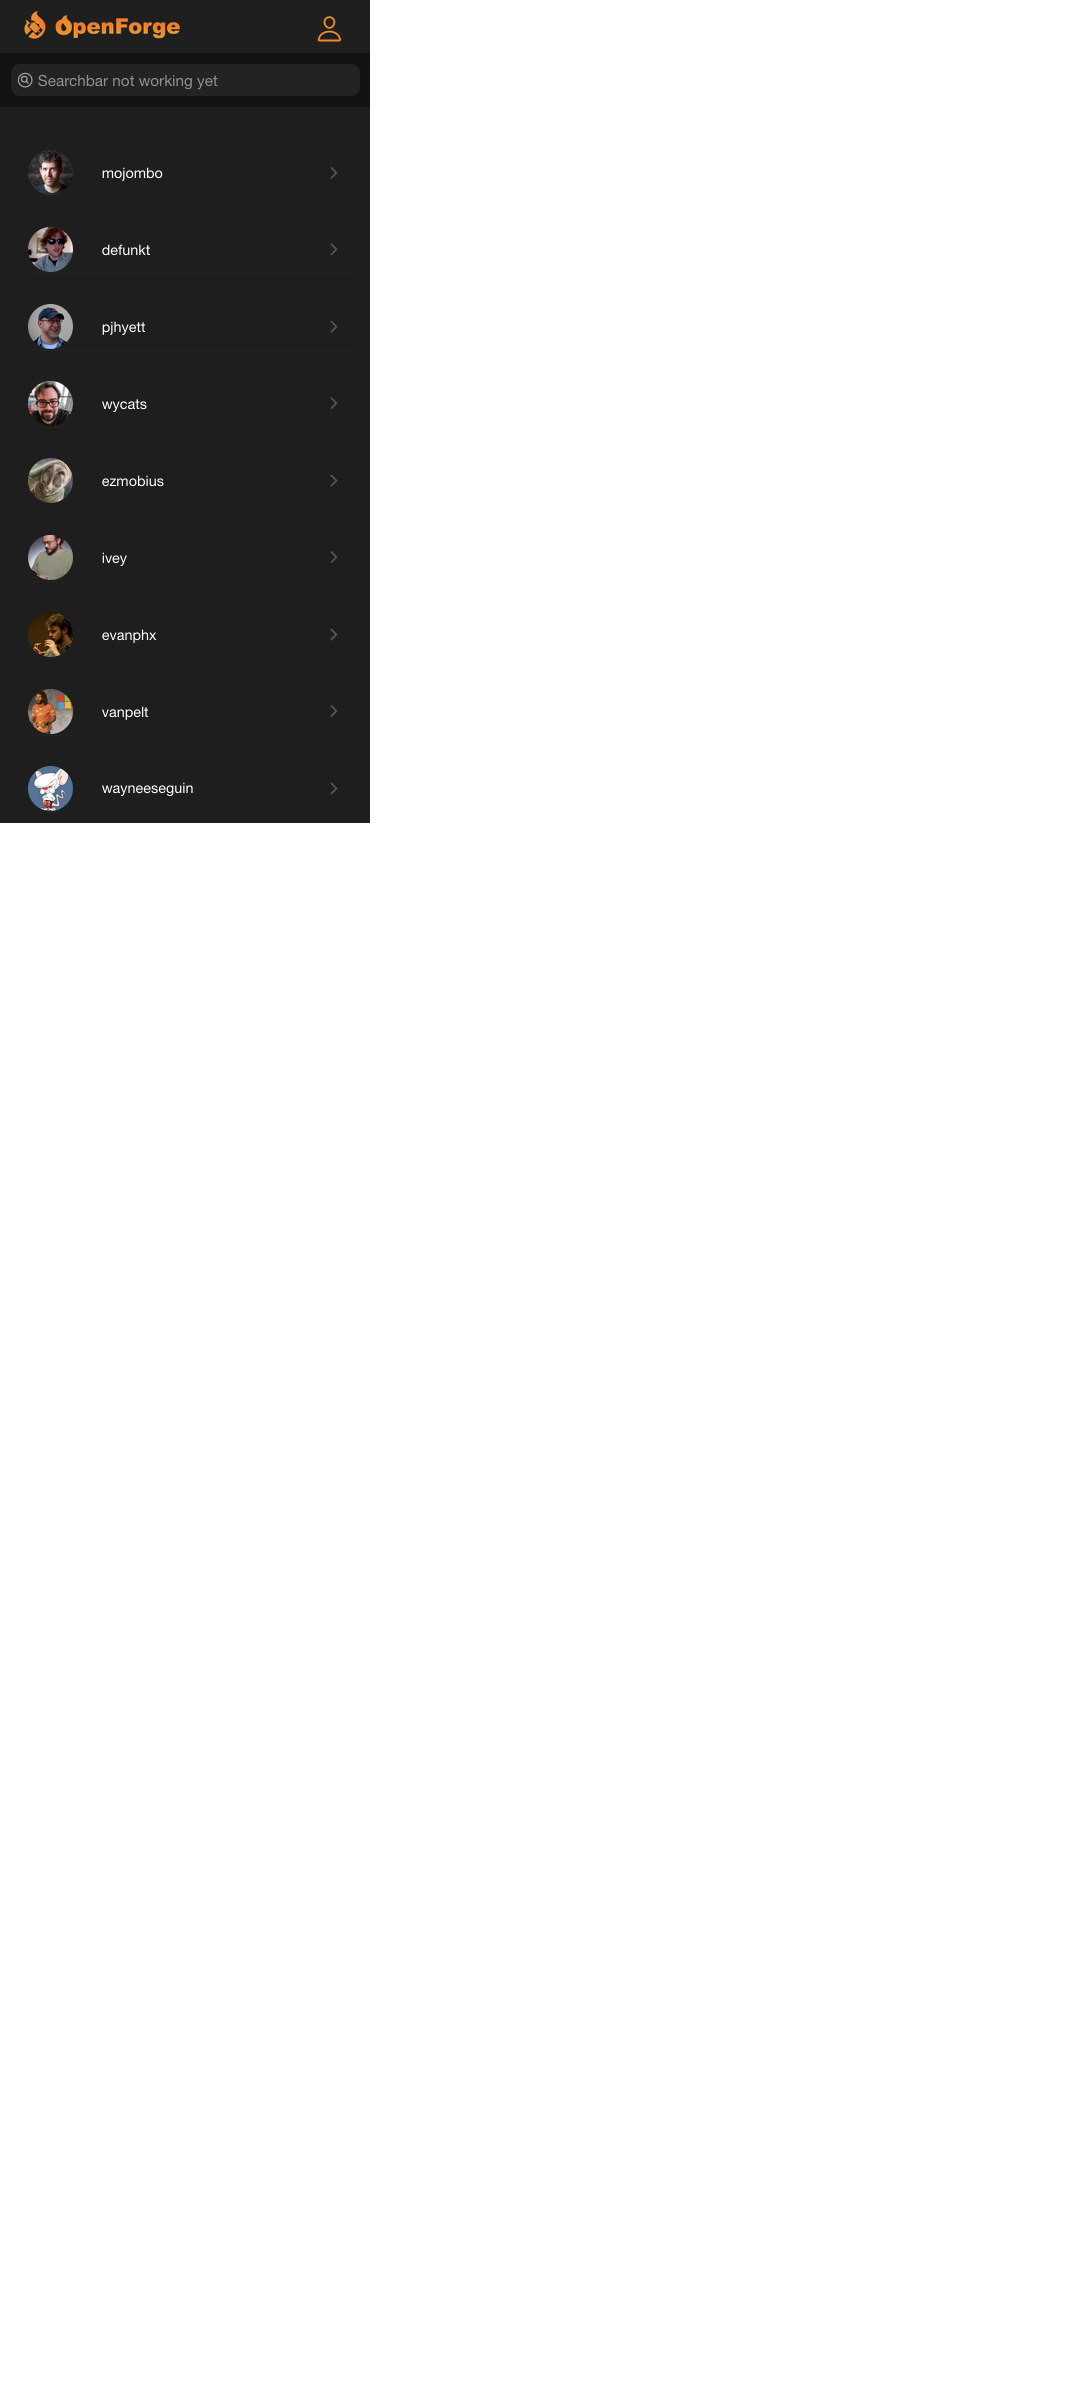 OpenForge
Searchbar not working yet
mojombo
defunkt
pjhyett
wycats
ezmobius
ivey
evanphx
vanpelt
wayneeseguin